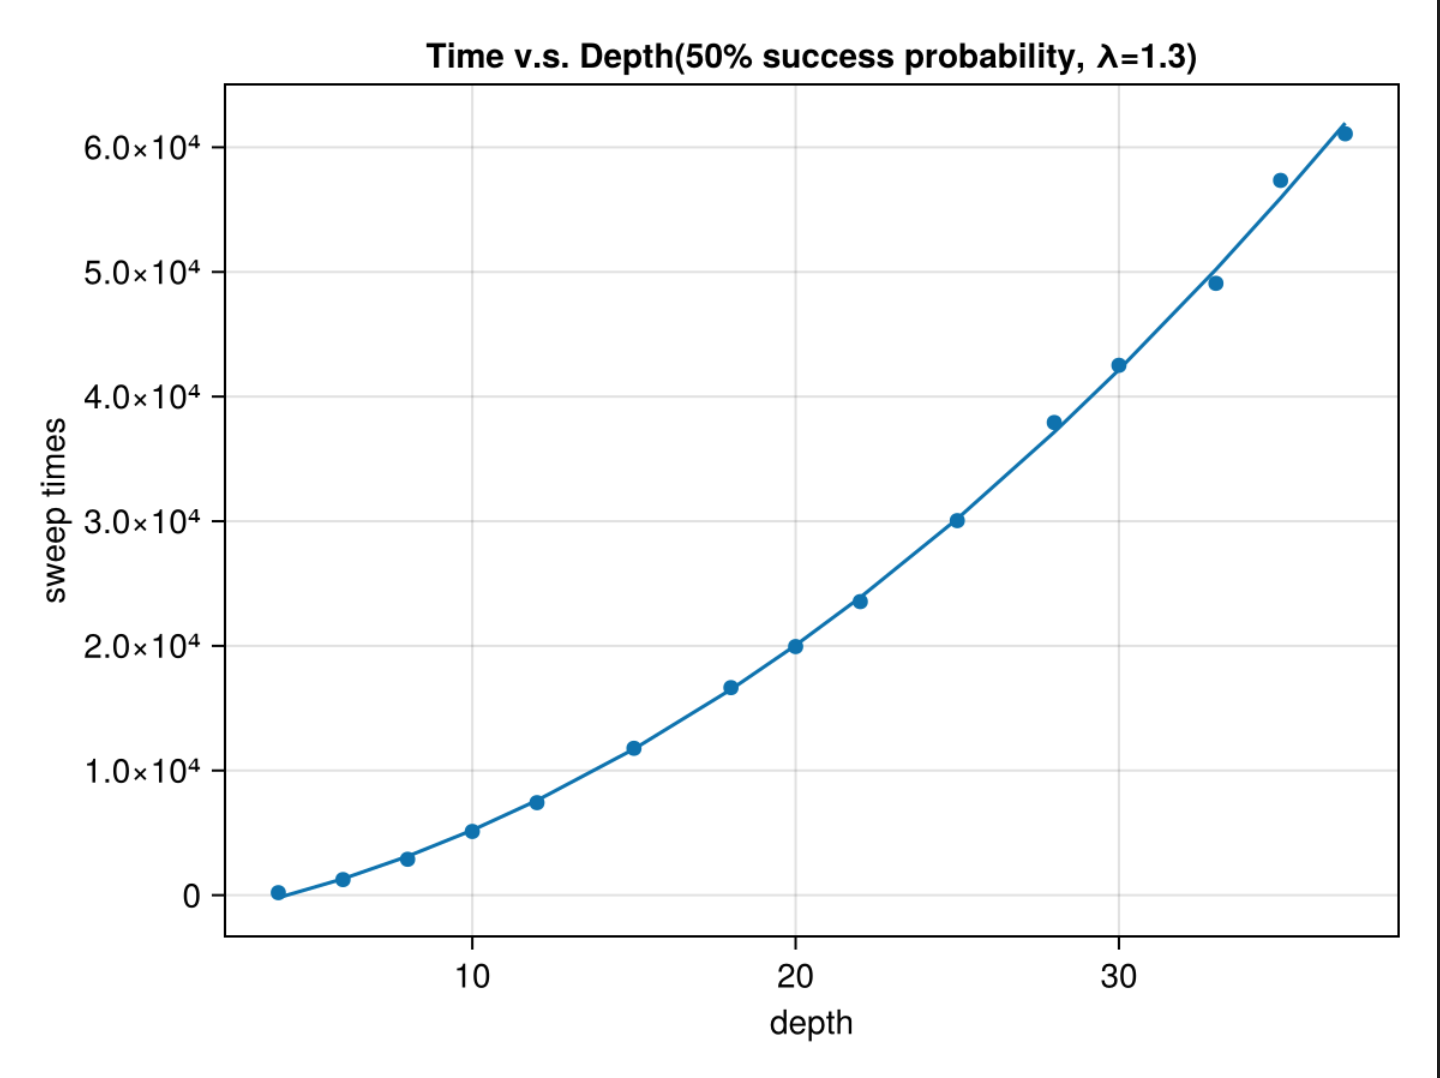 Time v.s. Depth(50% success probability, λ=1.3)
6.0×10⁴
5.0×10⁴
4.0×10⁴
3.0×10⁴
2.0×10⁴
1.0×10⁴
0
sweep times
10 20 30
depth